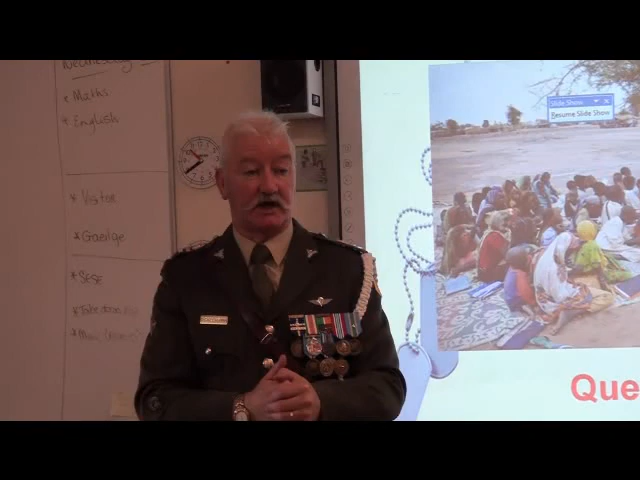 Wednesday
* Maths
* English
* Visitor
* Gaeilge
* SESE
Slide Show
Resume Slide Show
Que